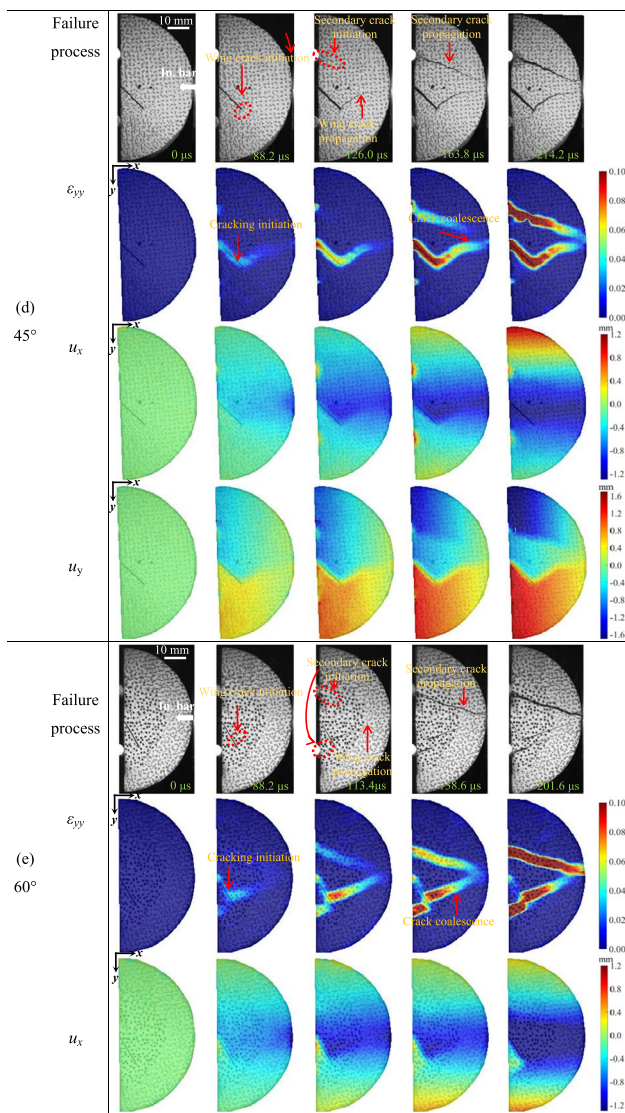 Failure
process
10 mm
In. bar
0 μs
Wing crack initiation
88.2 μs
Secondary crack
initiation
Wing crack
propagation
126.0 μs
Secondary crack
propagation
163.8 μs
214.2 μs
(d)
45°
εyy
x
y
Cracking initiation
Crack coalescence
0.10
0.08
0.06
0.04
0.02
0.00
ux
x
y
mm
1.2
0.8
0.4
0.0
-0.4
-0.8
-1.2
uy
x
y
mm
1.6
1.2
0.8
0.4
0.0
-0.4
-0.8
-1.2
-1.6
Failure
process
10 mm
In. bar
0 μs
Wing crack initiation
88.2 μs
Secondary crack
initiation
Wing crack
propagation
113.4μs
Secondary crack
propagation
138.6 μs
201.6 μs
(e)
60°
εyy
x
y
Cracking initiation
Crack coalescence
0.10
0.08
0.06
0.04
0.02
0.00
ux
x
y
mm
1.2
0.8
0.4
0.0
-0.4
-0.8
-1.2